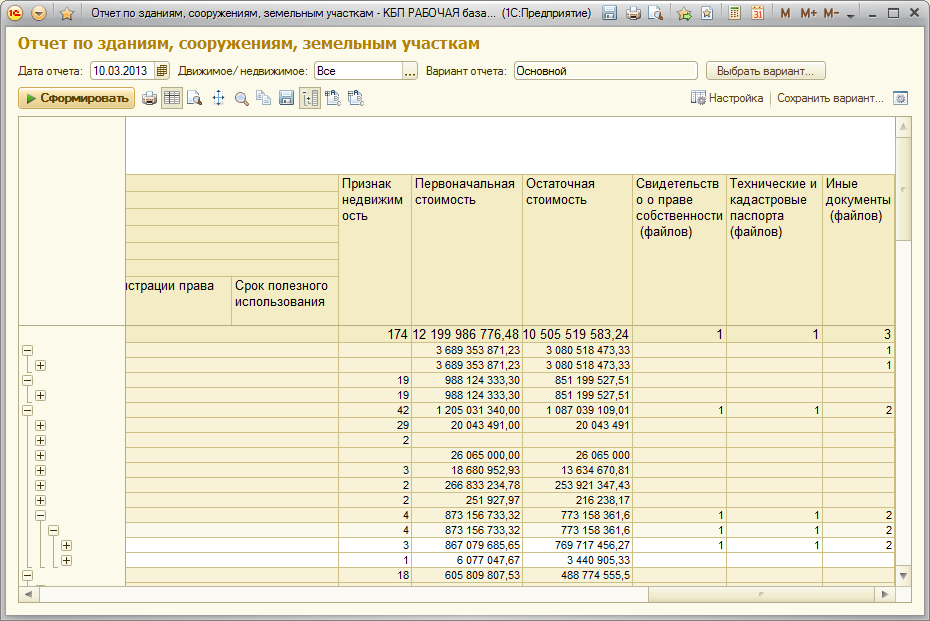 Отчет по зданиям, сооружениям, земельным участкам - КБП РАБОЧАЯ база... (1С:Предприятие)
31
M M+ M-
Отчет по зданиям, сооружениям, земельным участкам
Дата отчета: 10.03.2013 Движимое/ недвижимое: Все ... Вариант отчета: Основной Выбрать вариант...
Сформировать Настройка Сохранить вариант...
Признак недвижим ость
Первоначальная стоимость
Остаточная стоимость
Свидетельств о о праве собственности (файлов)
Технические и кадастровые паспорта (файлов)
Иные документы (файлов)
страции права
Срок полезного использования
174 12 199 986 776,48 10 505 519 583,24 1 1 3
3 689 353 871,23 3 080 518 473,33 1
3 689 353 871,23 3 080 518 473,33 1
19 988 124 333,30 851 199 527,51
19 988 124 333,30 851 199 527,51
42 1 205 031 340,00 1 087 039 109,01 1 1 2
29 20 043 491,00 20 043 491
2
26 065 000,00 26 065 000
3 18 680 952,93 13 634 670,81
2 266 833 234,78 253 921 347,43
2 251 927,97 216 238,17
4 873 156 733,32 773 158 361,6 1 1 2
4 873 156 733,32 773 158 361,6 1 1 2
3 867 079 685,65 769 717 456,27 1 1 2
1 6 077 047,67 3 440 905,33
18 605 809 807,53 488 774 555,5